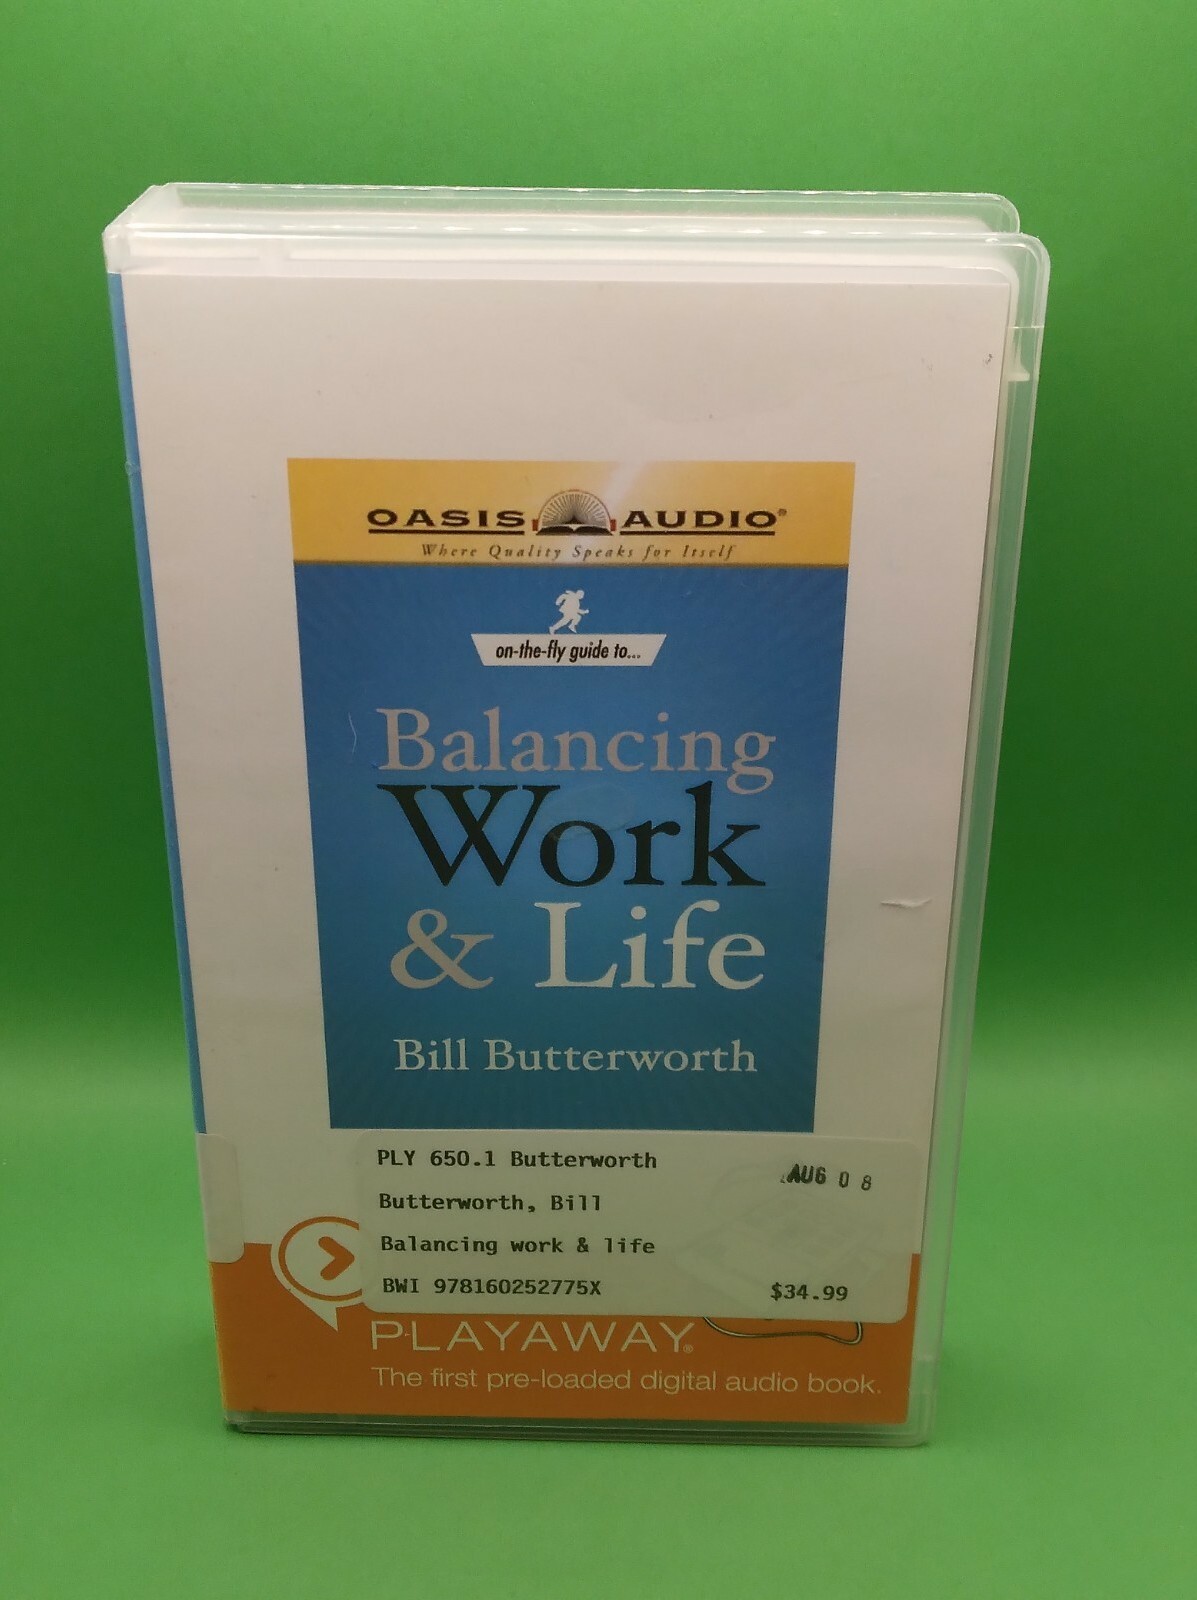 OASIS AUDIO®
Where Quality Speaks for Itself
on-the-fly guide to...
Balancing
Work
& Life
Bill Butterworth
PLY 650.1 Butterworth
AUG 08
Butterworth, Bill
Balancing work & life
BWI 978160252775X
$34.99
PLAYAWAY®
The first pre-loaded digital audio book.